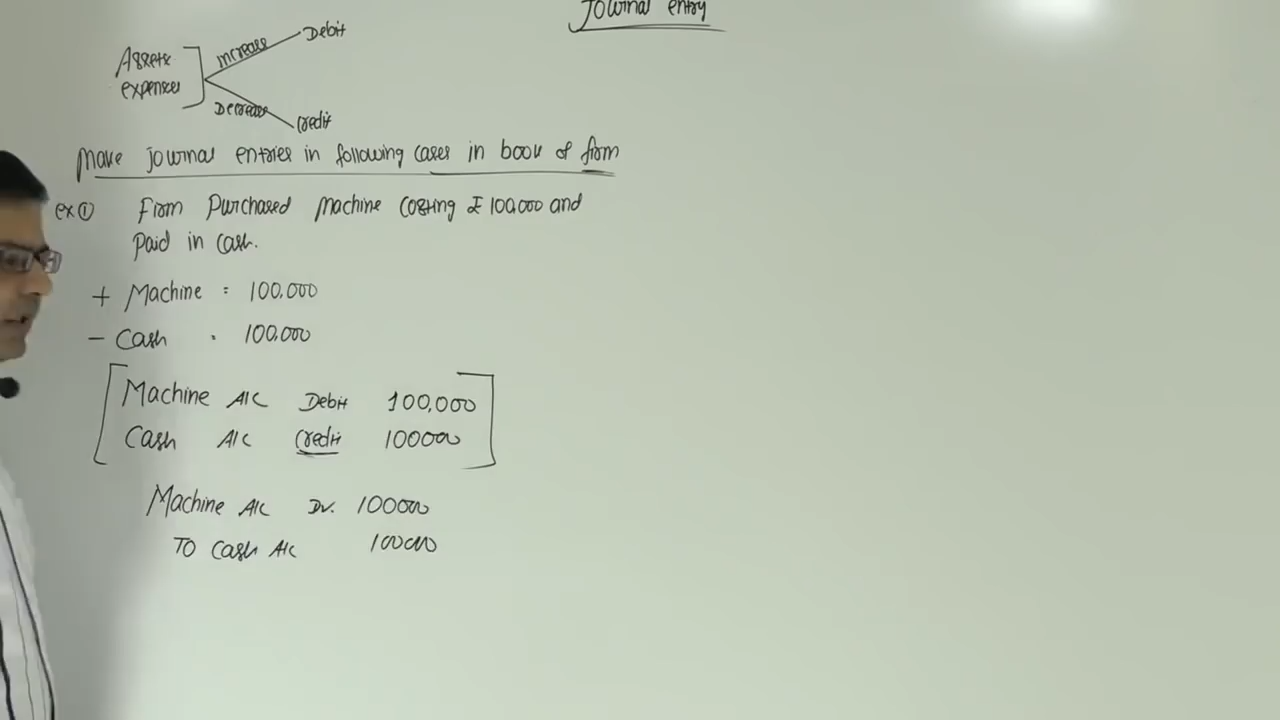 Journal entry
Assets
expenses
Increase
Debit
Decrease
Credit
Make Journal entries in following cases in book of firm
ex ① Firm Purchased Machine Costing ₹ 100,000 and
Paid in Cash.
+ Machine : 100,000
- Cash . 100,000
Machine A/C Debit 100,000
Cash A/C Credit 100000
Machine A/C Dr. 100000
TO Cash A/C 100000